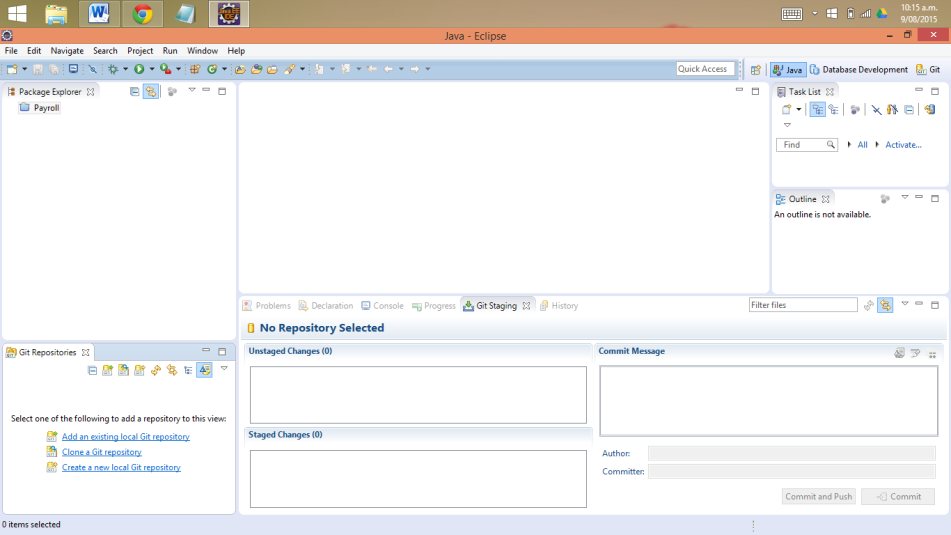 10:15 a.m.
9/08/2015
Java - Eclipse
File Edit Navigate Search Project Run Window Help
Quick Access
Java Database Development Git
Package Explorer
Payroll
Task List
Find All Activate...
Outline
An outline is not available.
Problems Declaration Console Progress Git Staging History
Filter files
No Repository Selected
Unstaged Changes (0)
Staged Changes (0)
Commit Message
Author:
Committer:
Commit and Push Commit
Git Repositories
Select one of the following to add a repository to this view:
Add an existing local Git repository
Clone a Git repository
Create a new local Git repository
0 items selected